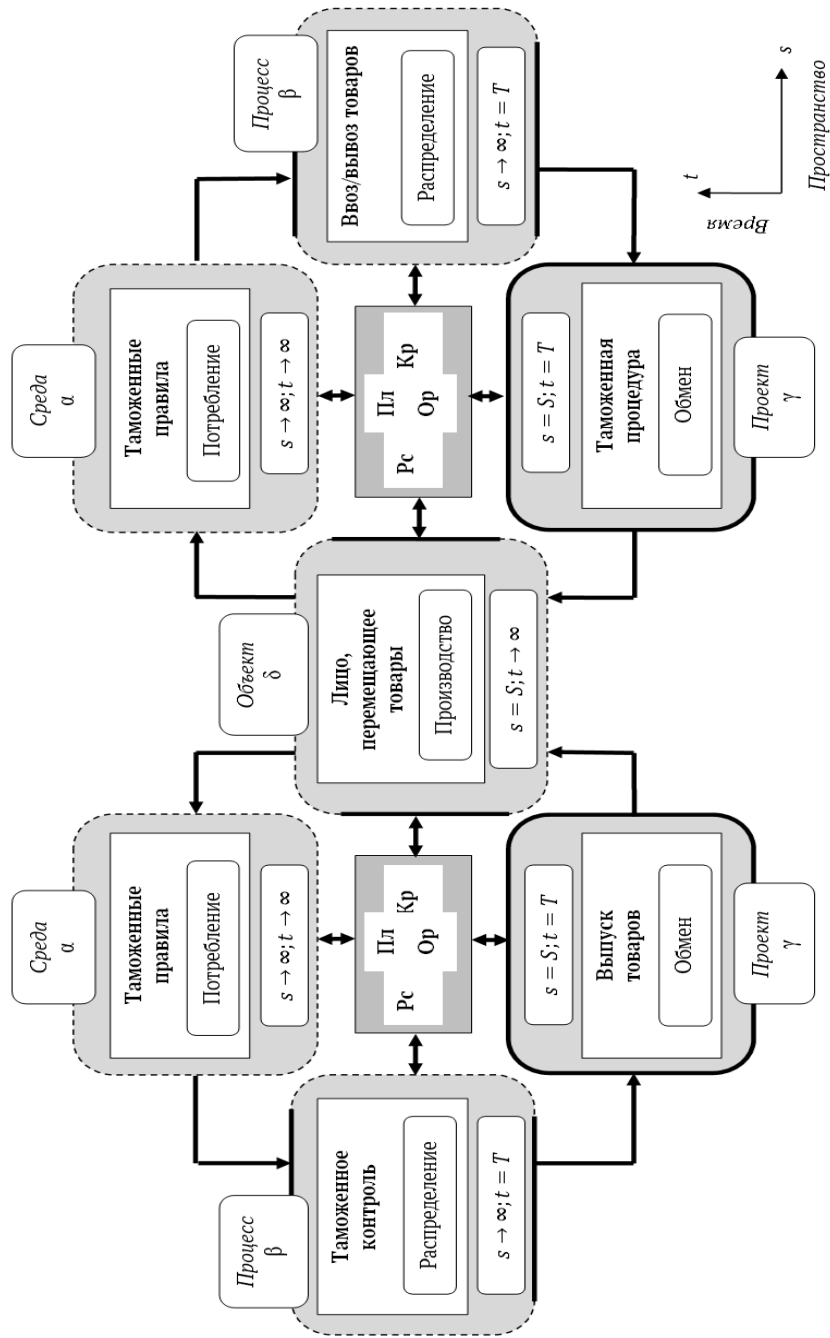 Среда
α
Таможенные
правила
Потребление
s → ∞; t → ∞
Среда
α
Таможенные
правила
Потребление
s → ∞; t → ∞
Процесс
β
Таможенное
контроль
Распределение
s → ∞; t = T
Пл
Рс
Кр
Ор
Объект
δ
Лицо,
перемещающее
товары
Производство
s = S; t → ∞
Пл
Рс
Кр
Ор
Процесс
β
Ввоз/вывоз товаров
Распределение
s → ∞; t = T
s = S; t = T
Выпуск
товаров
Обмен
Проект
γ
s = S; t = T
Таможенная
процедура
Обмен
Проект
γ
t
Время
s
Пространство